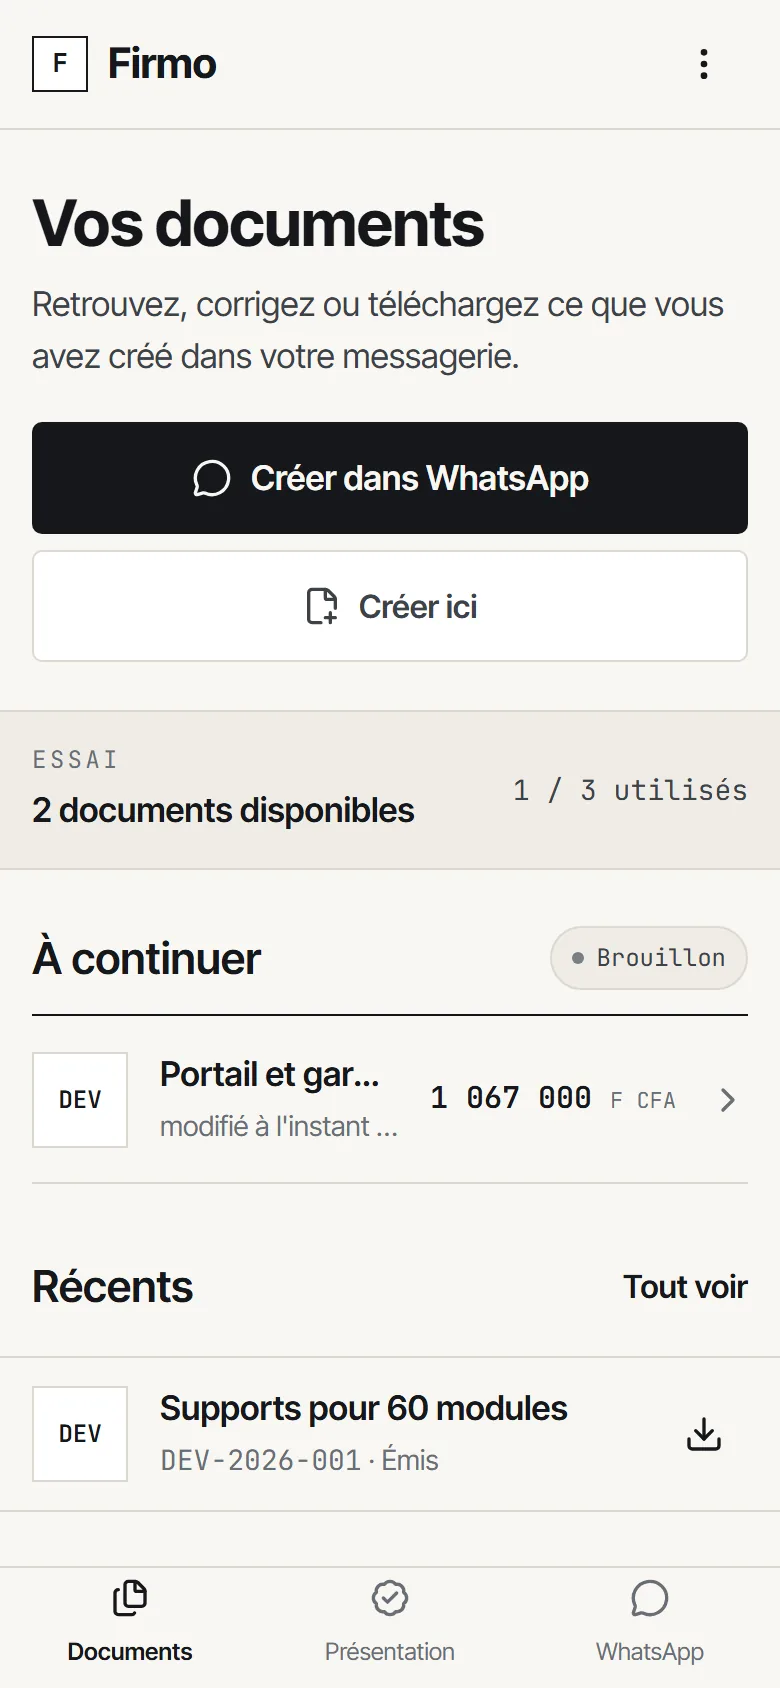 F Firmo
Vos documents
Retrouvez, corrigez ou téléchargez ce que vous
avez créé dans votre messagerie.
Créer dans WhatsApp
Créer ici
ESSAI
2 documents disponibles
1 / 3 utilisés
À continuer
Brouillon
DEV
Portail et gar...
modifié à l'instant ...
1 067 000 F CFA
Récents
Tout voir
DEV
Supports pour 60 modules
DEV-2026-001 · Émis
Documents
Présentation
WhatsApp